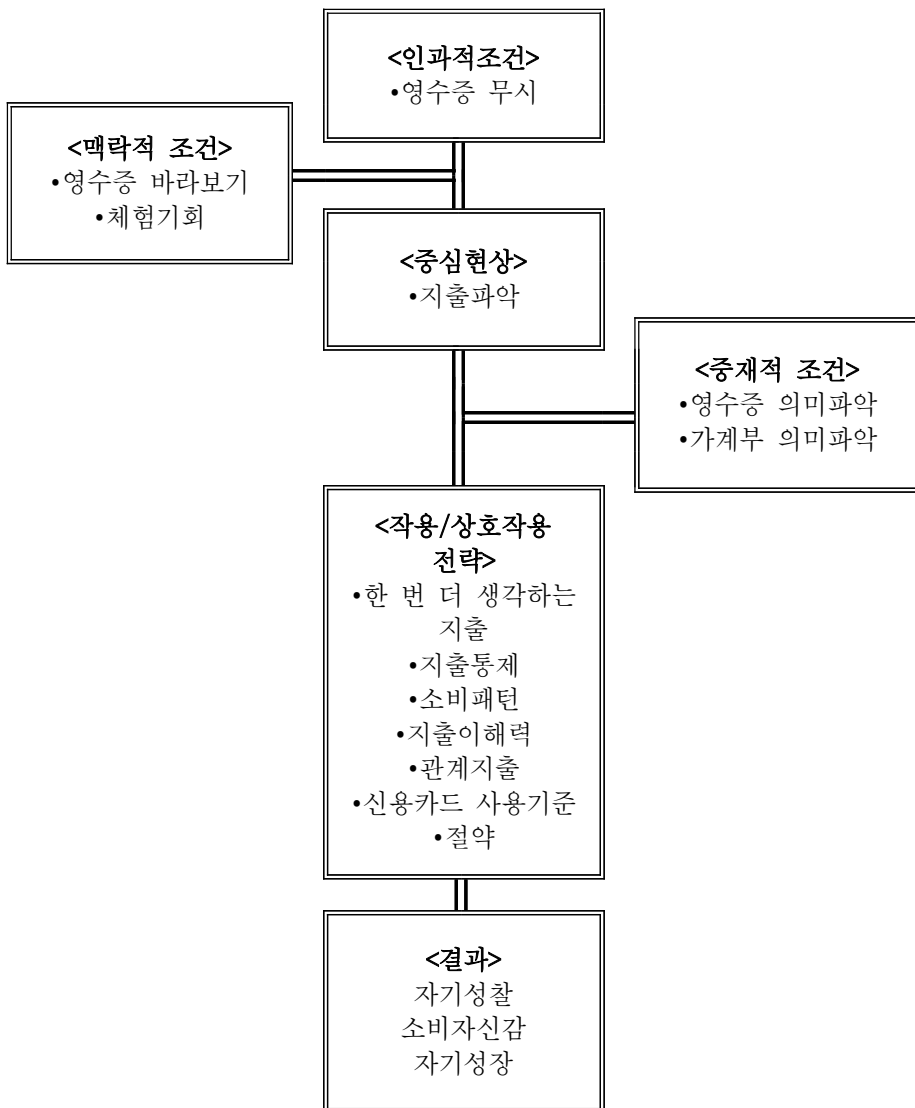 <인과적조건>
•영수증 무시
<맥락적 조건>
•영수증 바라보기
•체험기회
<중심현상>
•지출파악
<중재적 조건>
•영수증 의미파악
•가계부 의미파악
<작용/상호작용
전략>
•한 번 더 생각하는
지출
•지출통제
•소비패턴
•지출이해력
•관계지출
•신용카드 사용기준
•절약
<결과>
자기성찰
소비자신감
자기성장